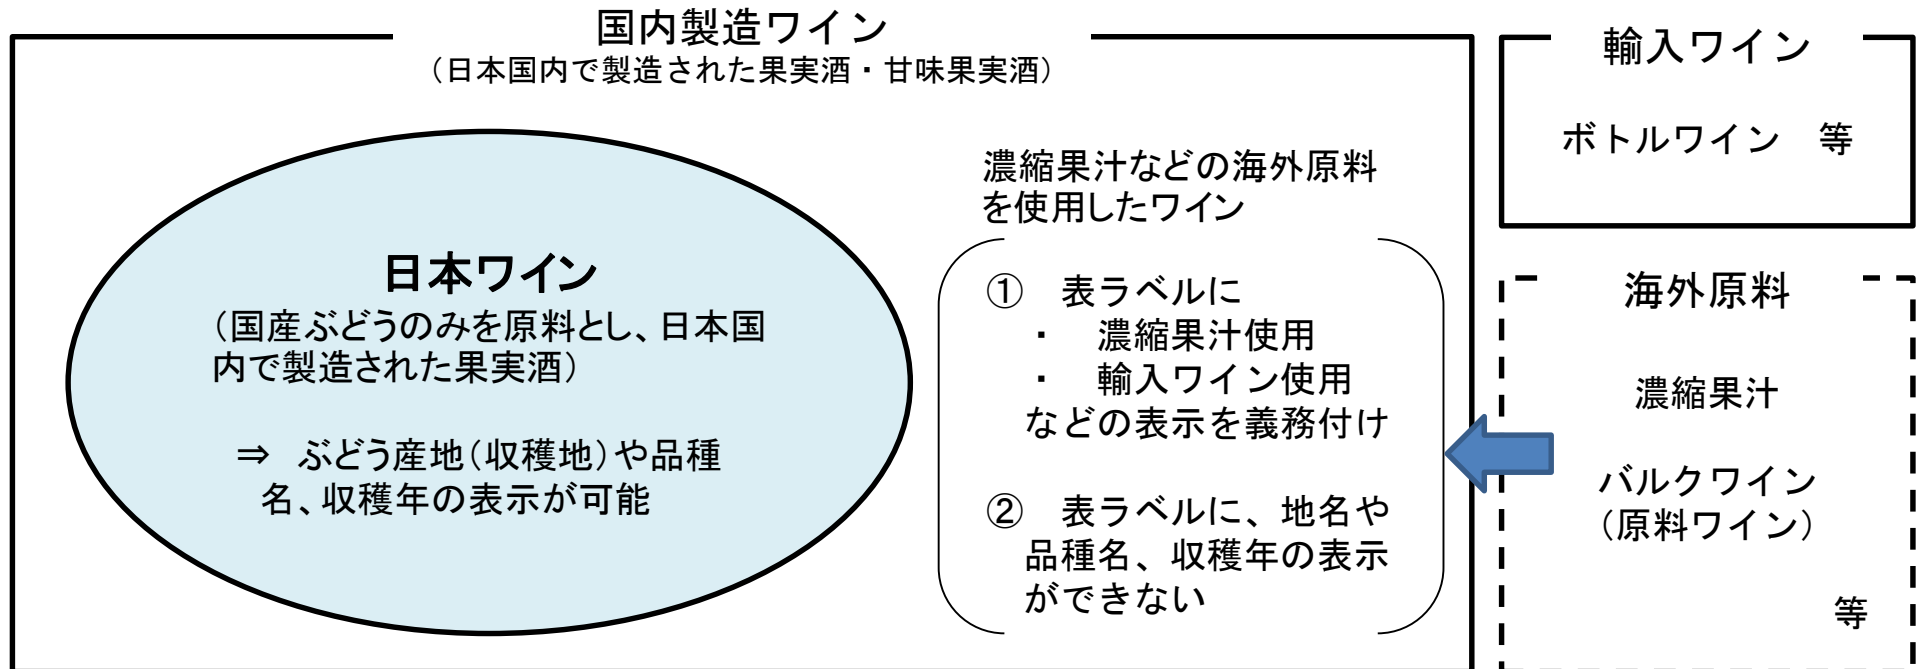 国内製造ワイン
（日本国内で製造された果実酒・甘味果実酒）
日本ワイン
（国産ぶどうのみを原料とし、日本国
内で製造された果実酒）
⇒　ぶどう産地（収穫地）や品種
名、収穫年の表示が可能
濃縮果汁などの海外原料
を使用したワイン
①　表ラベルに
・　濃縮果汁使用
・　輸入ワイン使用
などの表示を義務付け
②　表ラベルに、地名や
品種名、収穫年の表示
ができない
輸入ワイン
ボトルワイン　等
海外原料
濃縮果汁
バルクワイン
（原料ワイン）
等